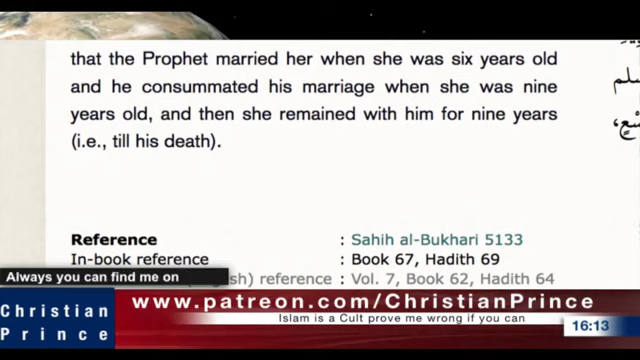 that the Prophet married her when she was six years old
and he consummated his marriage when she was nine
years old, and then she remained with him for nine years
(i.e., till his death).
Reference : Sahih al-Bukhari 5133
In-book reference : Book 67, Hadith 69
reference : Vol. 7, Book 62, Hadith 64
Always you can find me on
www.patreon.com/ChristianPrince
Christian
Prince
Islam is a Cult prove me wrong if you can
16:13